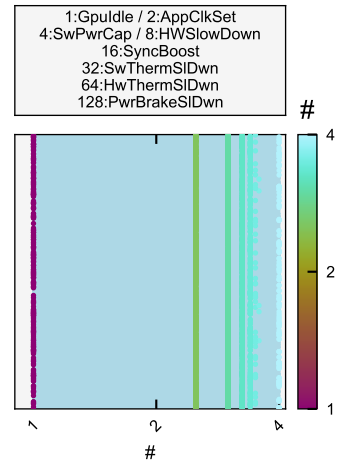 1:GpuIdle / 2:AppClkSet
4:SwPwrCap / 8:HWSlowDown
16:SyncBoost
32:SwThermSlDwn
64:HwThermSlDwn
128:PwrBrakeSlDwn
#
4
2
1
1
2
4
#